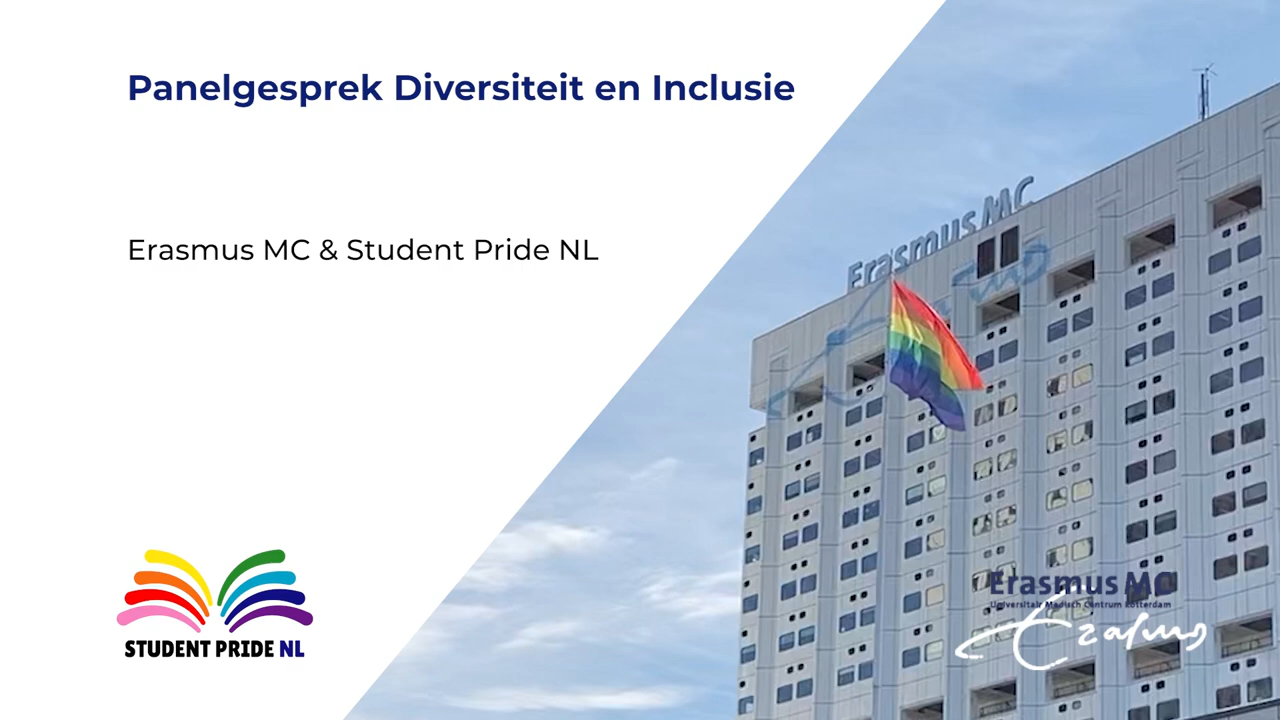 Panelgesprek Diversiteit en Inclusie
Erasmus MC & Student Pride NL
Erasmus MC
STUDENT PRIDE NL
Erasmus MC
Universitair Medisch Centrum Rotterdam
Erasmus